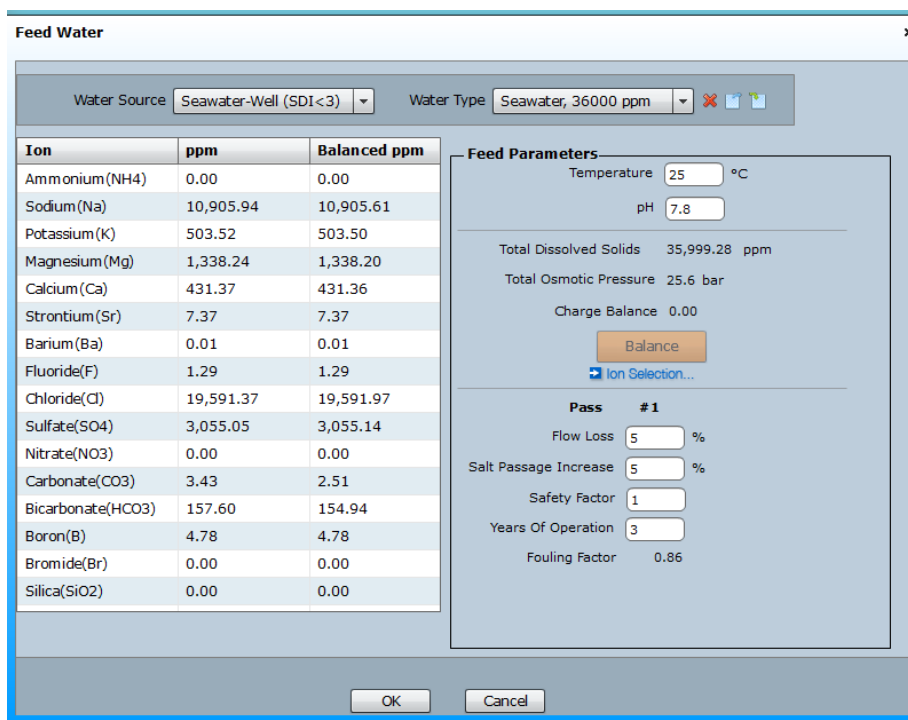 Feed Water
Water Source Seawater-Well (SDI<3) Water Type Seawater, 36000 ppm
Ion ppm Balanced ppm
Ammonium(NH4) 0.00 0.00
Sodium(Na) 10,905.94 10,905.61
Potassium(K) 503.52 503.50
Magnesium(Mg) 1,338.24 1,338.20
Calcium(Ca) 431.37 431.36
Strontium(Sr) 7.37 7.37
Barium(Ba) 0.01 0.01
Fluoride(F) 1.29 1.29
Chloride(Cl) 19,591.37 19,591.97
Sulfate(SO4) 3,055.05 3,055.14
Nitrate(NO3) 0.00 0.00
Carbonate(CO3) 3.43 2.51
Bicarbonate(HCO3) 157.60 154.94
Boron(B) 4.78 4.78
Bromide(Br) 0.00 0.00
Silica(SiO2) 0.00 0.00
Feed Parameters
Temperature 25 °C
pH 7.8
Total Dissolved Solids 35,999.28 ppm
Total Osmotic Pressure 25.6 bar
Charge Balance 0.00
Balance
Ion Selection...
Pass #1
Flow Loss 5 %
Salt Passage Increase 5 %
Safety Factor 1
Years Of Operation 3
Fouling Factor 0.86
OK Cancel